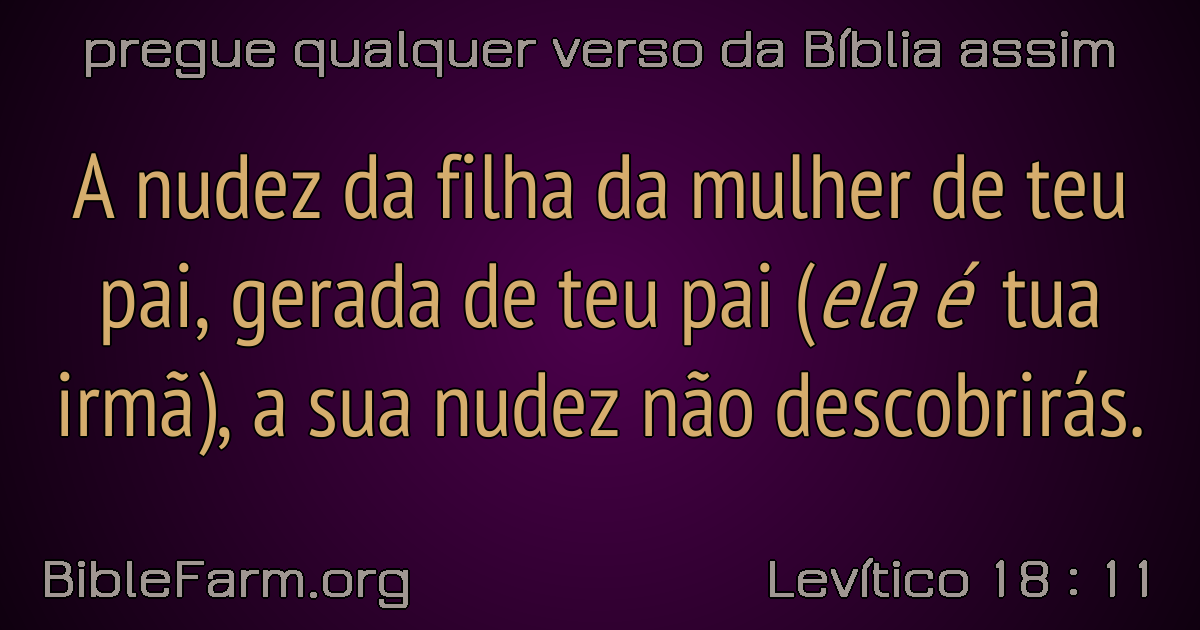 pregue qualquer verso da Bíblia assim
A nudez da filha da mulher de teu
pai, gerada de teu pai (ela é tua
irmã), a sua nudez não descobrirás.
BibleFarm.org
Levítico 18 : 11